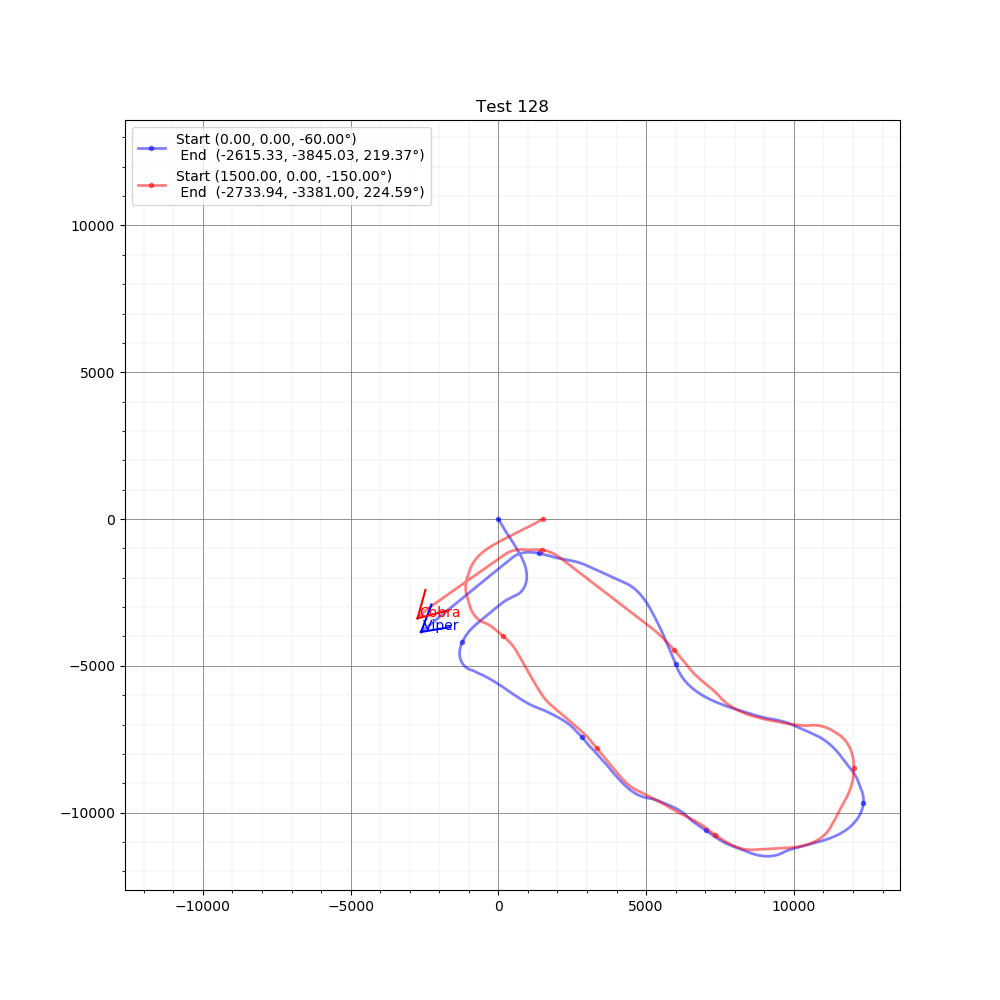 Test 128
Start (0.00, 0.00, -60.00°)
End  (-2615.33, -3845.03, 219.37°)
Start (1500.00, 0.00, -150.00°)
End  (-2733.94, -3381.00, 224.59°)
10000
5000
0
−5000
−10000
Cobra
Viper
−10000
−5000
0
5000
10000